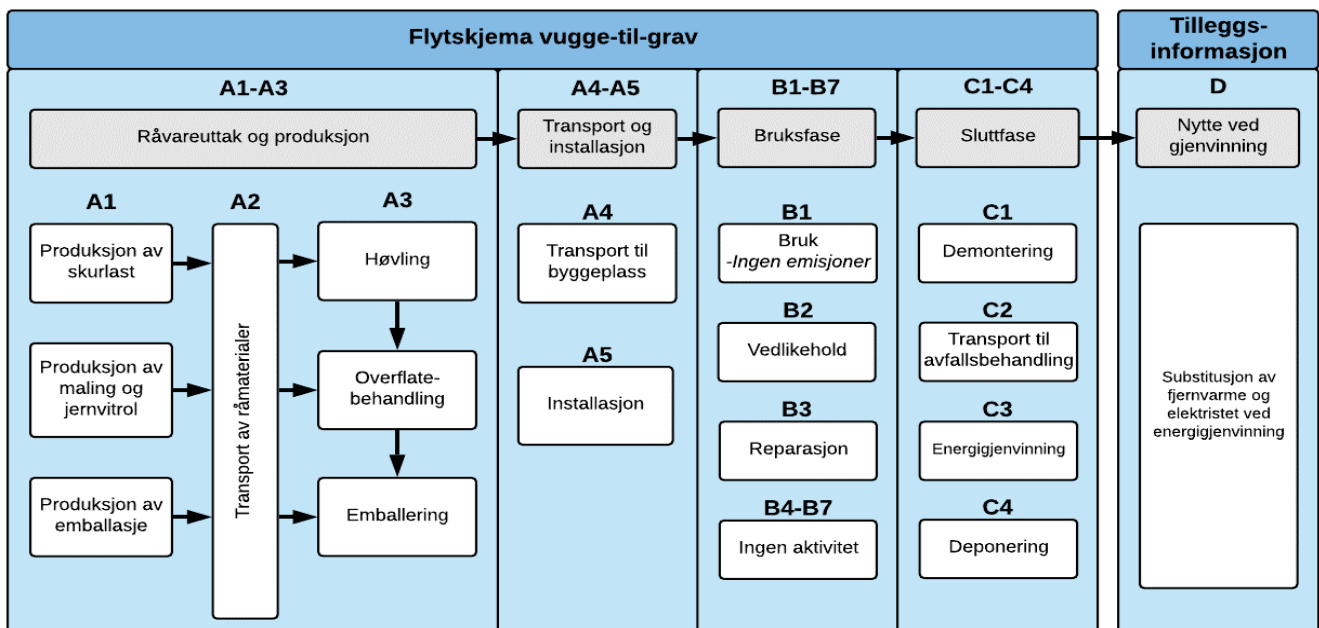 Flytskjema vugge-til-grav
Tilleggs-
informasjon
A1-A3
A4-A5
B1-B7
C1-C4
D
Råvareuttak og produksjon
Transport og
installasjon
Bruksfase
Sluttfase
Nytte ved
gjenvinning
A1
Produksjon av
skurlast
Produksjon av
maling og
jernvitrol
Produksjon av
emballasje
A2
Transport av råmaterialer
A3
Høvling
Overflate-
behandling
Emballering
A4
Transport til
byggeplass
A5
Installasjon
B1
Bruk
-Ingen emisjoner
B2
Vedlikehold
B3
Reparasjon
B4-B7
Ingen aktivitet
C1
Demontering
C2
Transport til
avfallsbehandling
C3
Energigjenvinning
C4
Deponering
Substitusjon av
fjernvarme og
elektristet ved
energigjenvinning